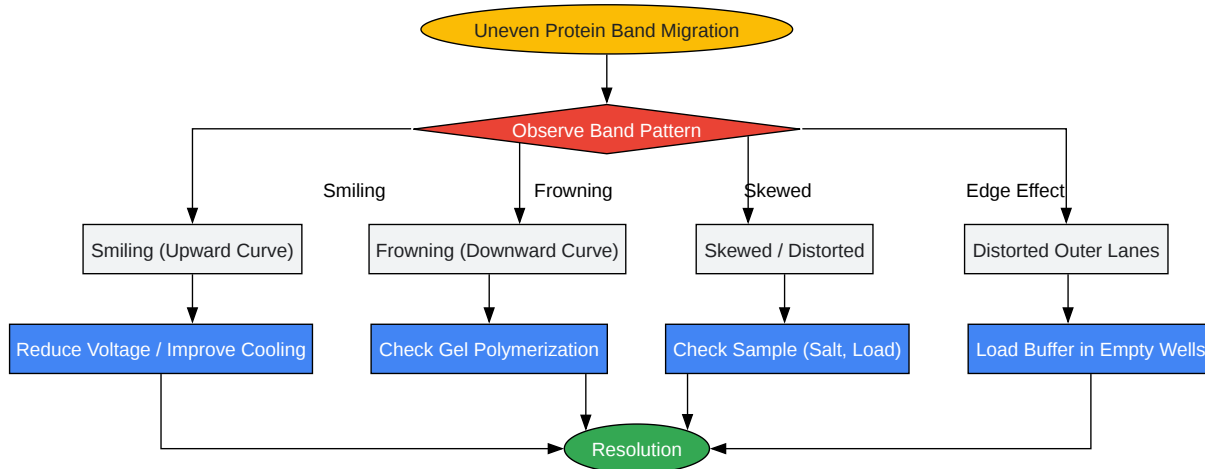 Uneven Protein Band Migration
Observe Band Pattern
Smiling
Frowning
Skewed
Edge Effect
Smiling (Upward Curve)
Frowning (Downward Curve)
Skewed / Distorted
Distorted Outer Lanes
Reduce Voltage / Improve Cooling
Check Gel Polymerization
Check Sample (Salt, Load)
Load Buffer in Empty Wells
Resolution